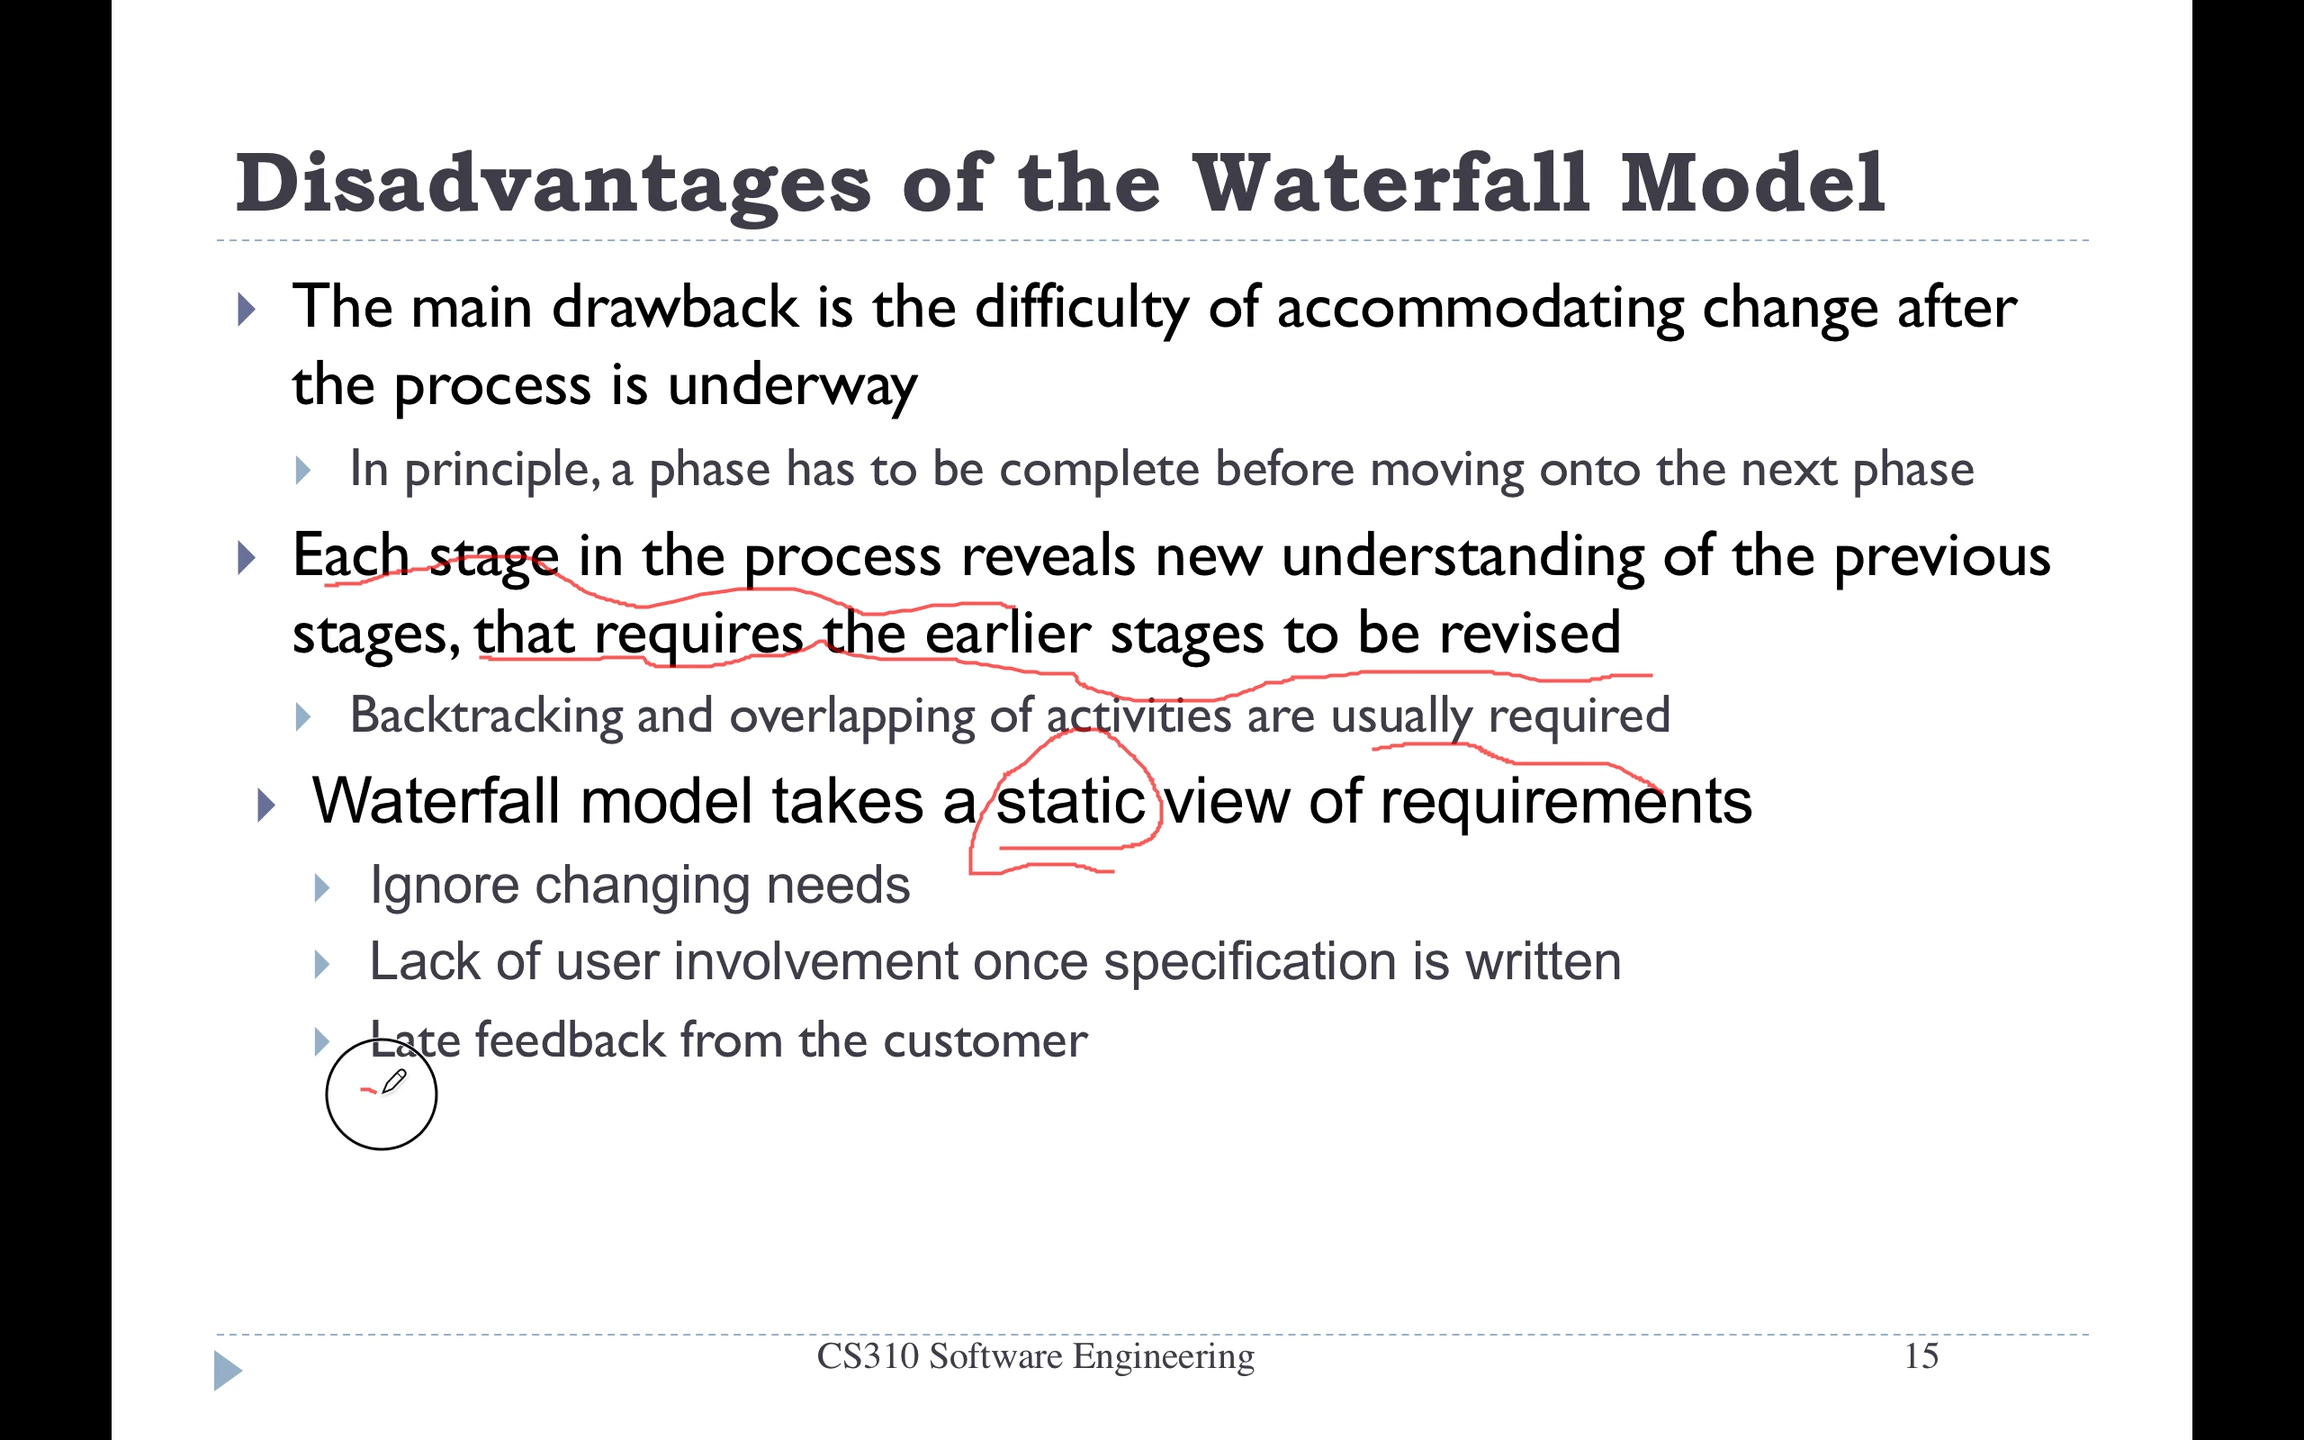 Disadvantages of the Waterfall Model
The main drawback is the difficulty of accommodating change after
the process is underway
In principle, a phase has to be complete before moving onto the next phase
Each stage in the process reveals new understanding of the previous
stages, that requires the earlier stages to be revised
Backtracking and overlapping of activities are usually required
Waterfall model takes a static view of requirements
Ignore changing needs
Lack of user involvement once specification is written
Late feedback from the customer
CS310 Software Engineering
15